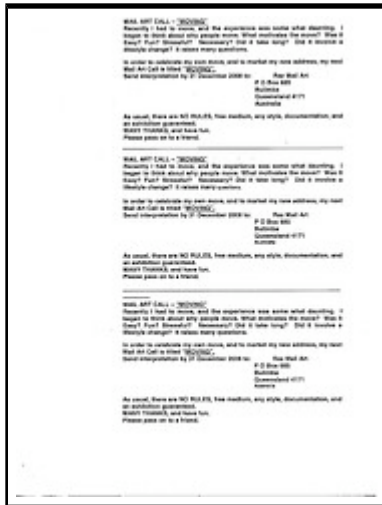 MAIL ART CALL - "MOVING"
Recently I had to move, and the experience was some what daunting. I
began to think about why people move. What motivates the move? Was it
Easy? Fun? Stressful? Necessary? Did it take long? Did it involve a
lifestyle change? It raises many questions.
In order to celebrate my own move, and to market my new address, my next
Mail Art Call is titled "MOVING".
Send interpretation by 31 December 2008 to Rea Mail Art
P O Box
Bulimba
Queensland 4171
Australia
As usual, there are NO RULES, free medium, any style, documentation, and
an exhibition guaranteed.
MANY THANKS, and have fun.
Please pass on to a friend.
MAIL ART CALL - "MOVING"
Recently I had to move, and the experience was some what daunting. I
began to think about why people move. What motivates the move? Was it
Easy? Fun? Stressful? Necessary? Did it take long? Did it involve a
lifestyle change? It raises many questions.
In order to celebrate my own move, and to market my new address, my next
Mail Art Call is titled "MOVING".
Send interpretation by 31 December 2008 to Rea Mail Art
P O Box
Bulimba
Queensland 4171
Australia
As usual, there are NO RULES, free medium, any style, documentation, and
an exhibition guaranteed.
MANY THANKS, and have fun.
Please pass on to a friend.
MAIL ART CALL - "MOVING"
Recently I had to move, and the experience was some what daunting. I
began to think about why people move. What motivates the move? Was it
Easy? Fun? Stressful? Necessary? Did it take long? Did it involve a
lifestyle change? It raises many questions.
In order to celebrate my own move, and to market my new address, my next
Mail Art Call is titled "MOVING".
Send interpretation by 31 December 2008 to Rea Mail Art
P O Box
Bulimba
Queensland 4171
Australia
As usual, there are NO RULES, free medium, any style, documentation, and
an exhibition guaranteed.
MANY THANKS, and have fun.
Please pass on to a friend.